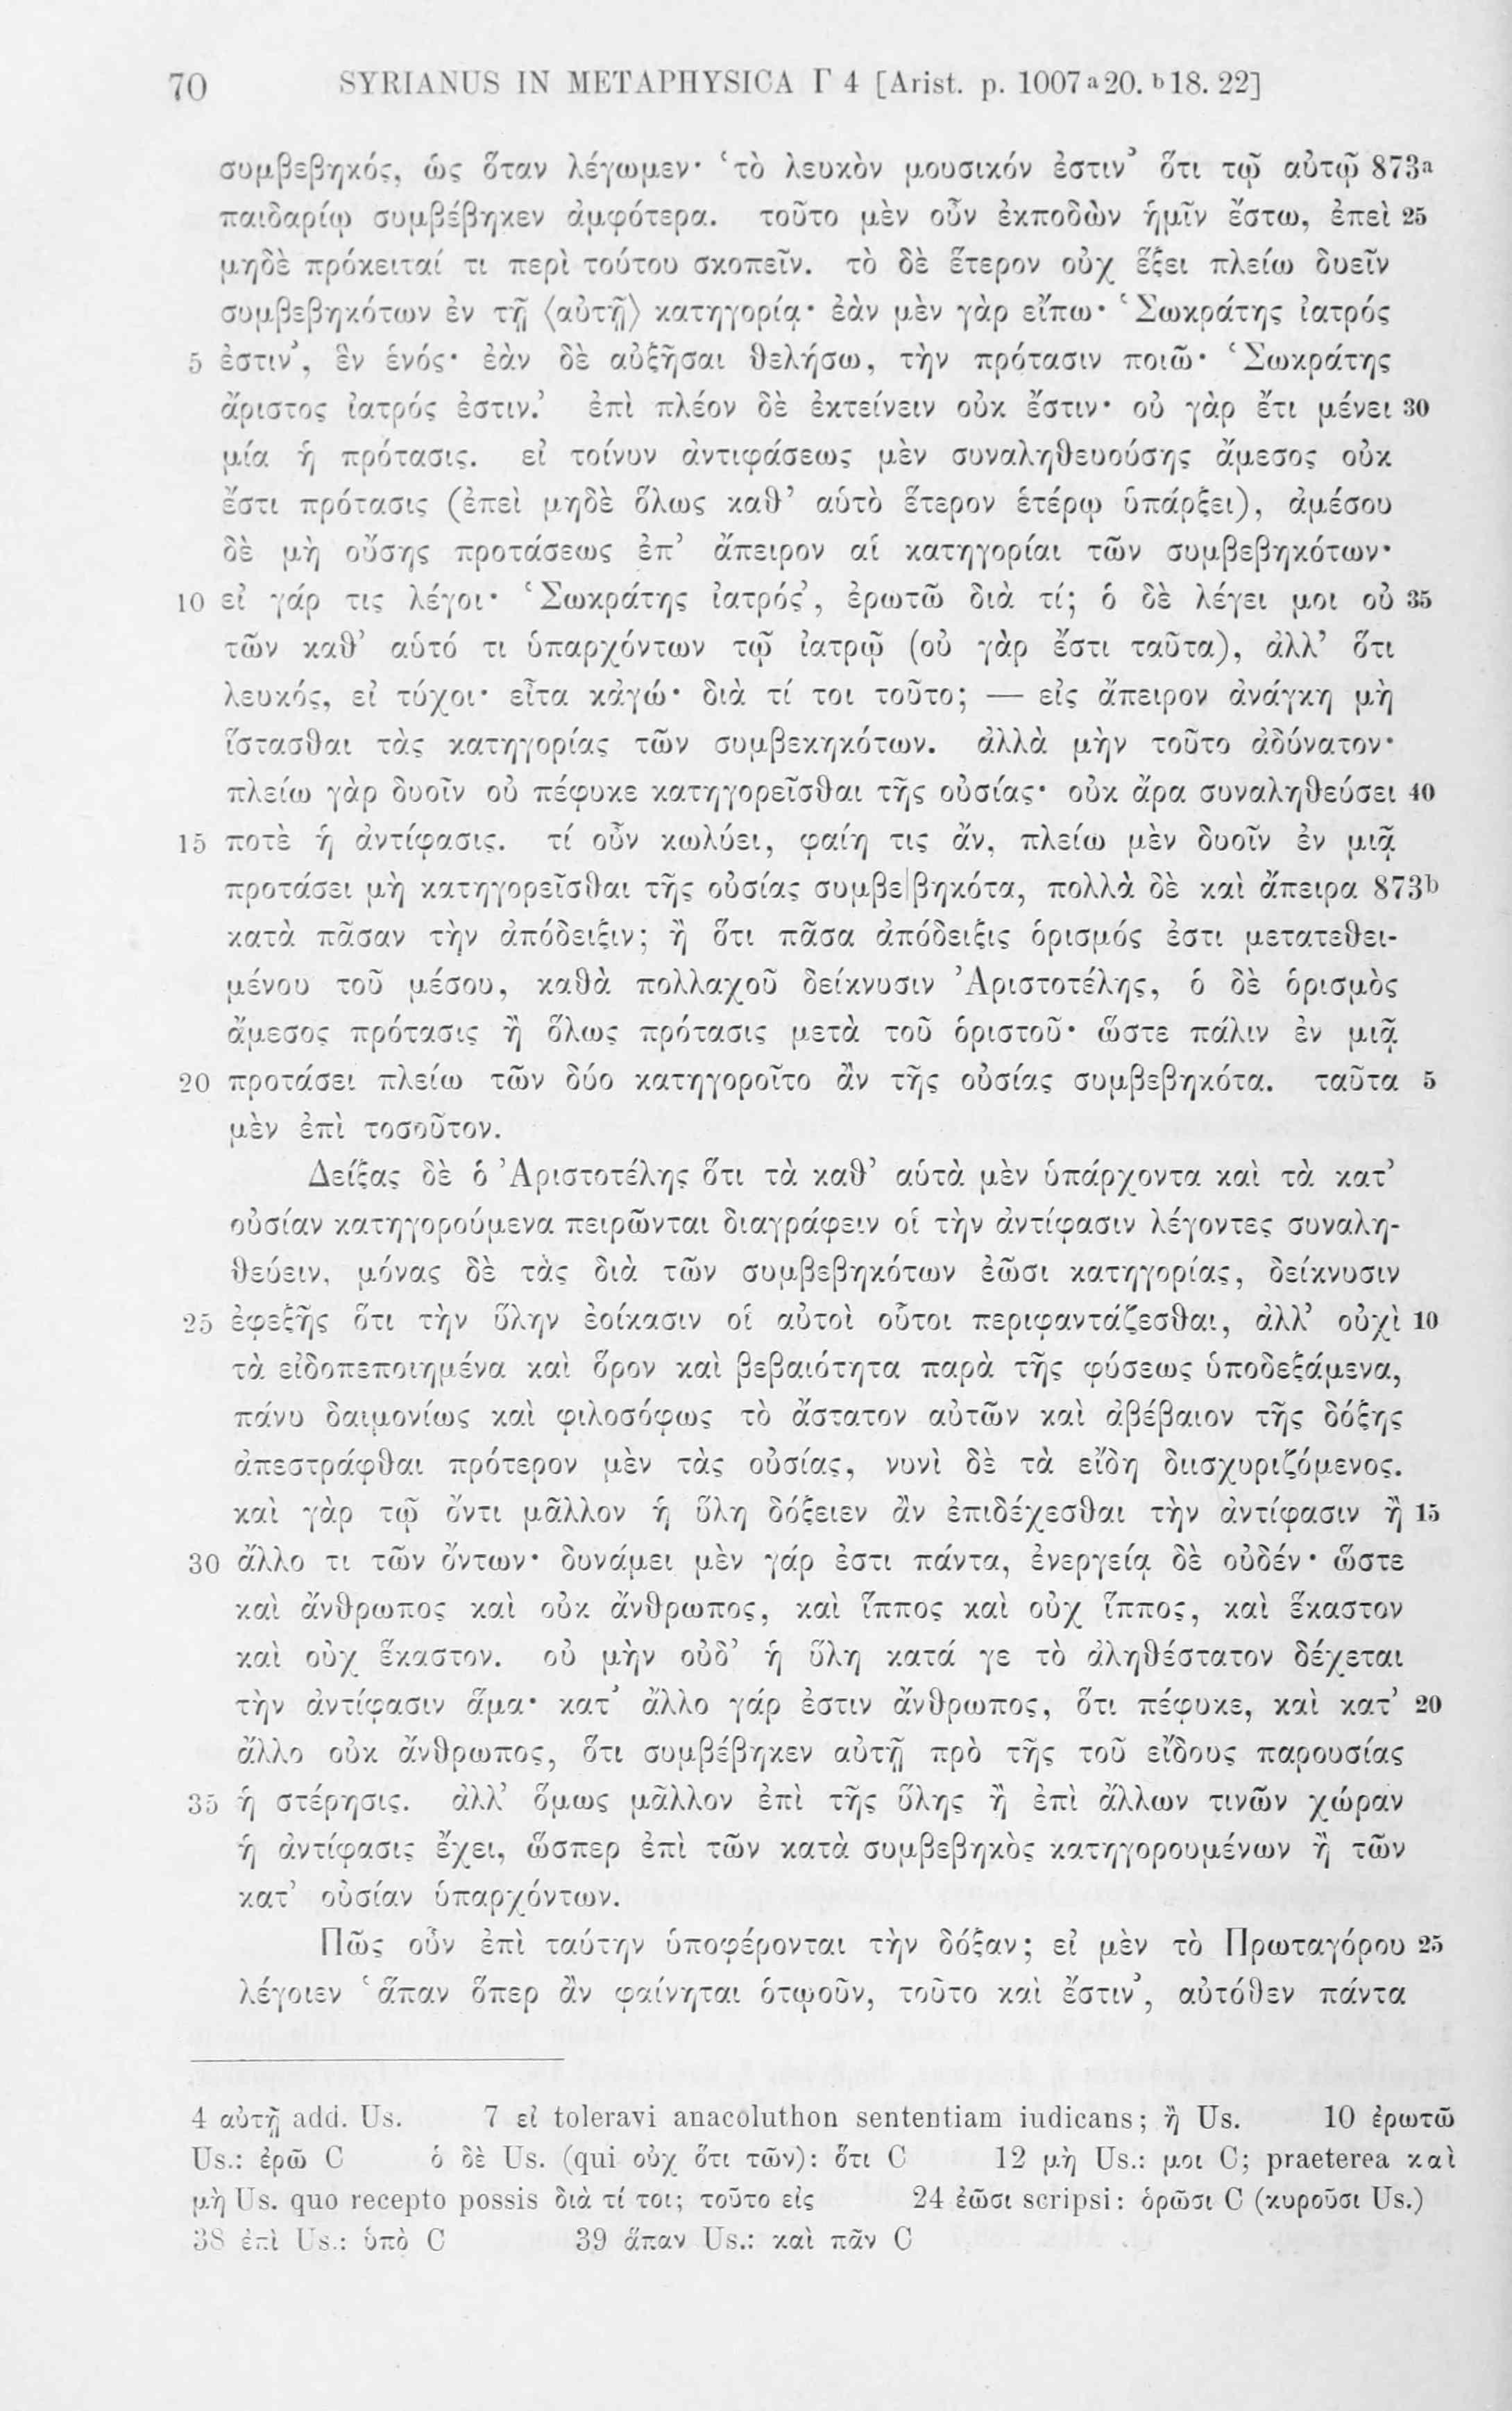 70 SYRIANUS IN METAPHYSICA Γ 4 [Arist. p. 1007 a 20. b 18. 22]
συμβεβηκός, ὡς ὅταν λέγωμεν· ‘τὸ λευκὸν μουσικόν ἐστιν’ ὅτι τῷ αὐτῷ 873a
παιδαρίῳ συμβέβηκεν ἀμφότερα. τοῦτο μὲν οὖν ἐκποδὼν ἡμῖν ἔστω, ἐπεὶ 25
μηδὲ πρόκειταί τι περὶ τούτου σκοπεῖν. τὸ δὲ ἕτερον οὐχ ἕξει πλείω δυεῖν
συμβεβηκότων ἐν τῇ ⟨αὐτῇ⟩ κατηγορίᾳ· ἐὰν μὲν γὰρ εἴπω· ‘Σωκράτης ἰατρός
5 ἐστιν’, ἓν ἑνός· ἐὰν δὲ αὐξῆσαι θελήσω, τὴν πρότασιν ποιῶ· ‘Σωκράτης
ἄριστος ἰατρός ἐστιν.’ ἐπὶ πλέον δὲ ἐκτείνειν οὐκ ἔστιν· οὐ γὰρ ἔτι μένει 30
μία ἡ πρότασις. εἰ τοίνυν ἀντιφάσεως μὲν συναληθευούσης ἄμεσος οὐκ
ἔστι πρότασις (ἐπεὶ μηδὲ ὅλως καθ’ αὑτὸ ἕτερον ἑτέρῳ ὑπάρξει), ἀμέσου
δὲ μὴ οὔσης προτάσεως ἐπ’ ἄπειρον αἱ κατηγορίαι τῶν συμβεβηκότων·
10 εἰ γάρ τις λέγοι· ‘Σωκράτης ἰατρός’, ἐρωτῶ διὰ τί; ὁ δὲ λέγει μοι οὐ 35
τῶν καθ’ αὑτό τι ὑπαρχόντων τῷ ἰατρῷ (οὐ γὰρ ἔστι ταῦτα), ἀλλ’ ὅτι
λευκός, εἰ τύχοι· εἶτα κἀγώ· διὰ τί τοι τοῦτο; — εἰς ἄπειρον ἀνάγκη μὴ
ἵστασθαι τὰς κατηγορίας τῶν συμβεκηκότων. ἀλλὰ μὴν τοῦτο ἀδύνατον·
πλείω γὰρ δυοῖν οὐ πέφυκε κατηγορεῖσθαι τῆς οὐσίας· οὐκ ἄρα συναληθεύσει 40
15 ποτὲ ἡ ἀντίφασις. τί οὖν κωλύει, φαίη τις ἄν, πλείω μὲν δυοῖν ἐν μιᾷ
προτάσει μὴ κατηγορεῖσθαι τῆς οὐσίας συμβε|βηκότα, πολλὰ δὲ καὶ ἄπειρα 873b
κατὰ πᾶσαν τὴν ἀπόδειξιν; ἢ ὅτι πᾶσα ἀπόδειξις ὁρισμός ἐστι μετατεθει-
μένου τοῦ μέσου, καθὰ πολλαχοῦ δείκνυσιν Ἀριστοτέλης, ὁ δὲ ὁρισμὸς
ἄμεσος πρότασις ἢ ὅλως πρότασις μετὰ τοῦ ὁριστοῦ· ὥστε πάλιν ἐν μιᾷ
20 προτάσει πλείω τῶν δύο κατηγοροῖτο ἂν τῆς οὐσίας συμβεβηκότα. ταῦτα 5
μὲν ἐπὶ τοσοῦτον.
Δείξας δὲ ὁ Ἀριστοτέλης ὅτι τὰ καθ’ αὑτὰ μὲν ὑπάρχοντα καὶ τὰ κατ’
οὐσίαν κατηγορούμενα πειρῶνται διαγράφειν οἱ τὴν ἀντίφασιν λέγοντες συναλη-
θεύειν, μόνας δὲ τὰς διὰ τῶν συμβεβηκότων ἐῶσι κατηγορίας, δείκνυσιν
25 ἐφεξῆς ὅτι τὴν ὕλην ἐοίκασιν οἱ αὐτοὶ οὗτοι περιφαντάζεσθαι, ἀλλ’ οὐχὶ 10
τὰ εἰδοπεποιημένα καὶ ὅρον καὶ βεβαιότητα παρὰ τῆς φύσεως ὑποδεξάμενα,
πάνυ δαιμονίως καὶ φιλοσόφως τὸ ἄστατον αὐτῶν καὶ ἀβέβαιον τῆς δόξης
ἀπεστράφθαι πρότερον μὲν τὰς οὐσίας, νυνὶ δὲ τὰ εἴδη διισχυριζόμενος.
καὶ γὰρ τῷ ὄντι μᾶλλον ἡ ὕλη δόξειεν ἂν ἐπιδέχεσθαι τὴν ἀντίφασιν ἢ 15
30 ἄλλο τι τῶν ὄντων· δυνάμει μὲν γάρ ἐστι πάντα, ἐνεργείᾳ δὲ οὐδέν· ὥστε
καὶ ἄνθρωπος καὶ οὐκ ἄνθρωπος, καὶ ἵππος καὶ οὐχ ἵππος, καὶ ἕκαστον
καὶ οὐχ ἕκαστον. οὐ μὴν οὐδ’ ἡ ὕλη κατά γε τὸ ἀληθέστατον δέχεται
τὴν ἀντίφασιν ἅμα· κατ’ ἄλλο γάρ ἐστιν ἄνθρωπος, ὅτι πέφυκε, καὶ κατ’ 20
ἄλλο οὐκ ἄνθρωπος, ὅτι συμβέβηκεν αὐτῇ πρὸ τῆς τοῦ εἴδους παρουσίας
35 ἡ στέρησις. ἀλλ’ ὅμως μᾶλλον ἐπὶ τῆς ὕλης ἢ ἐπὶ ἄλλων τινῶν χώραν
ἡ ἀντίφασις ἔχει, ὥσπερ ἐπὶ τῶν κατὰ συμβεβηκὸς κατηγορουμένων ἢ τῶν
κατ’ οὐσίαν ὑπαρχόντων.
Πῶς οὖν ἐπὶ ταύτην ὑποφέρονται τὴν δόξαν; εἰ μὲν τὸ Πρωταγόρου 25
λέγοιεν ‘ἅπαν ὅπερ ἂν φαίνηται ὁτῳοῦν, τοῦτο καὶ ἔστιν’, αὐτόθεν πάντα
4 αὐτῇ add. Us. 7 εἰ toleravi anacoluthon sententiam iudicans; ἢ Us. 10 ἐρωτῶ
Us.: ἐρῶ C ὁ δὲ Us. (qui οὐχ ὅτι τῶν): ὅτι C 12 μὴ Us.: μοι C; praeterea καὶ
μὴ Us. quo recepto possis διὰ τί τοι; τοῦτο εἰς 24 ἐῶσι scripsi: ὁρῶσι C (κυροῦσι Us.)
38 ἐπὶ Us.: ὑπὸ C 39 ἅπαν Us.: καὶ πᾶν C